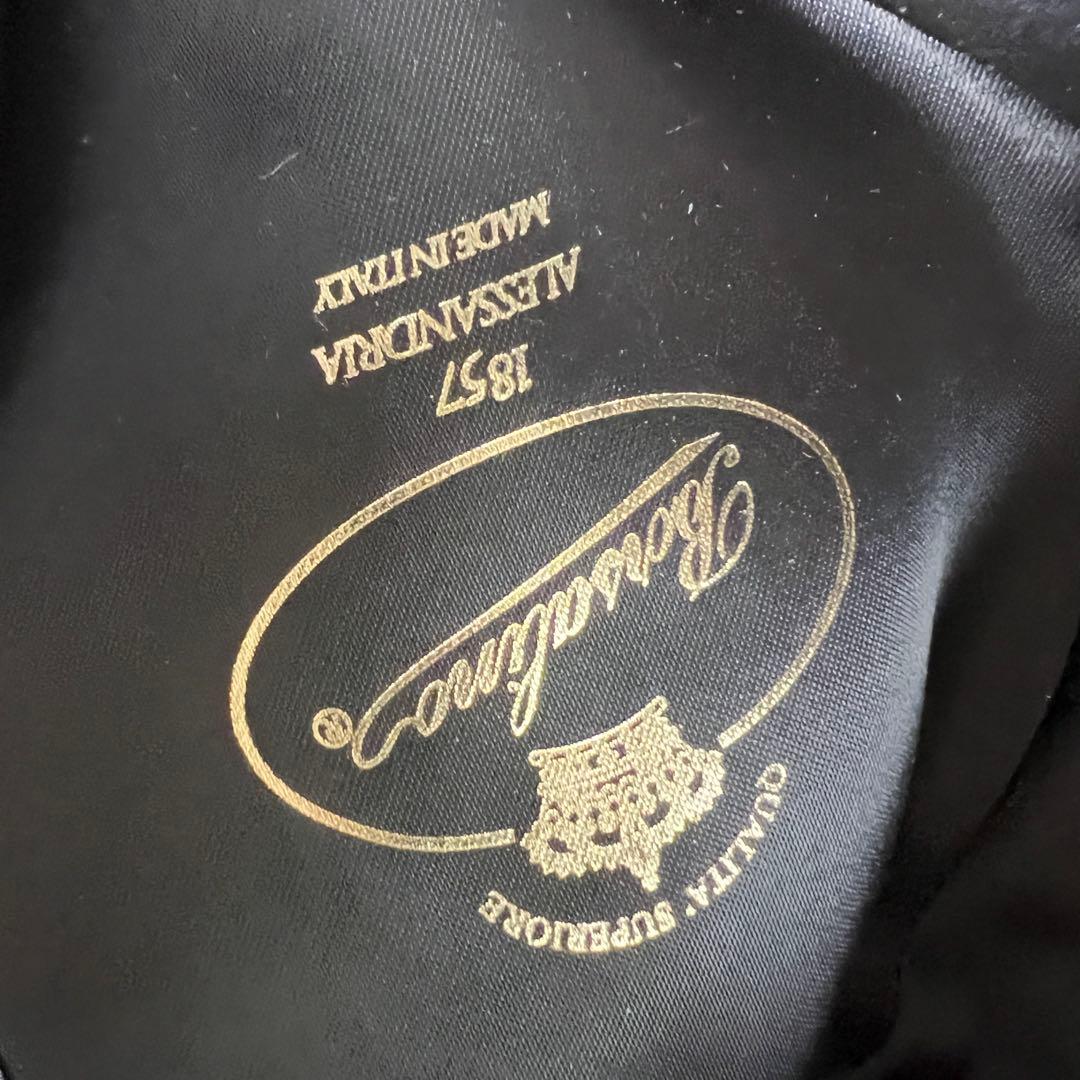 QUALITA' SUPERIORE
Borsalino ®
1857
ALESSANDRIA
MADE IN ITALY